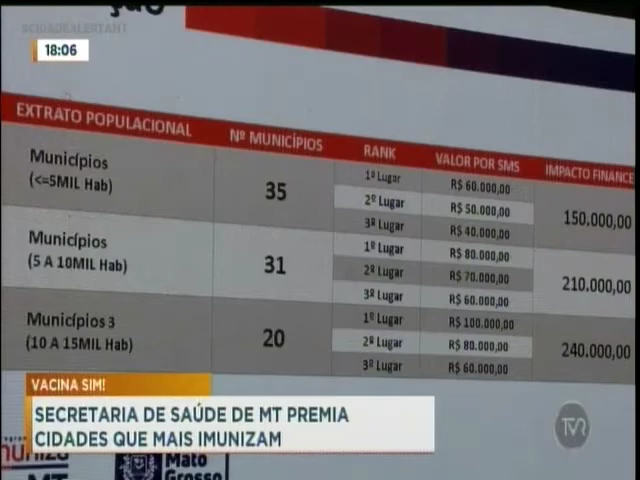 #CIDADEALERTAMT
18:06
EXTRATO POPULACIONAL Nº MUNICÍPIOS RANK VALOR POR SMS IMPACTO FINANCE
Municípios
(<=5MIL Hab)
35
1º Lugar R$ 60.000,00
2º Lugar R$ 50.000,00
3º Lugar R$ 40.000,00
150.000,00
Municípios
(5 A 10MIL Hab)
31
1º Lugar R$ 80.000,00
2º Lugar R$ 70.000,00
3º Lugar R$ 60.000,00
210.000,00
Municípios 3
(10 A 15MIL Hab)
20
1º Lugar R$ 100.000,00
2º Lugar R$ 80.000,00
3º Lugar R$ 60.000,00
240.000,00
VACINA SIM!
SECRETARIA DE SAÚDE DE MT PREMIA
CIDADES QUE MAIS IMUNIZAM
TVR
Mato
Grosso
MT